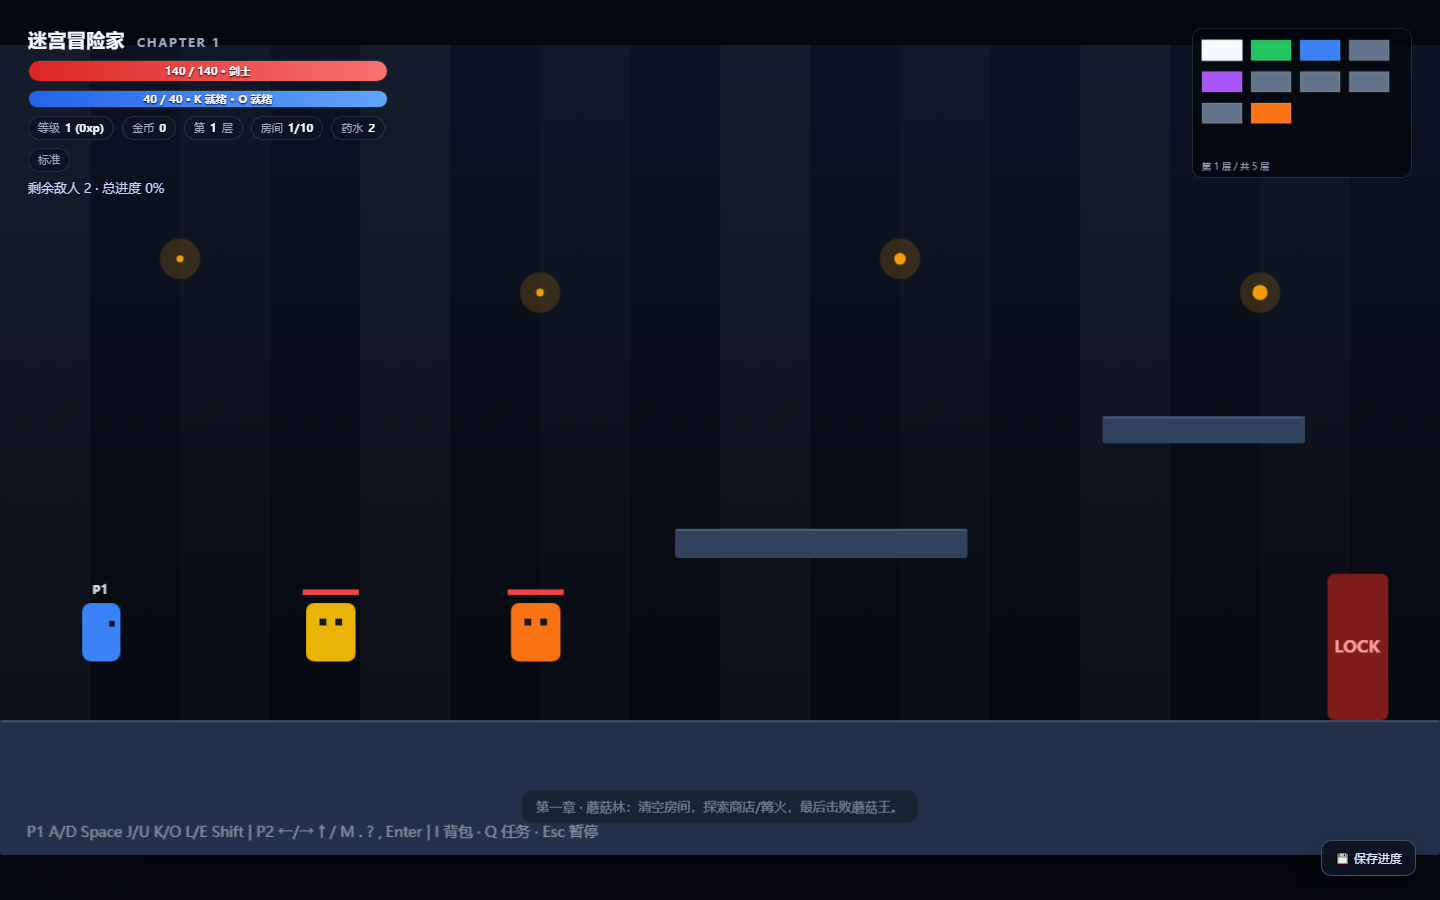 迷宫冒险家 CHAPTER 1
140 / 140 • 剑士
40 / 40 • K 就绪 • O 就绪
等级 1 (0xp) 金币 0 第 1 层 房间 1/10 药水 2
标准
剩余敌人 2 · 总进度 0%
第 1 层 / 共 5 层
P1
LOCK
第一章 · 蘑菇林：清空房间，探索商店/篝火，最后击败蘑菇王。
P1 A/D Space J/U K/O L/E Shift | P2 ←/→ ↑ / M . ? , Enter | I 背包 · Q 任务 · Esc 暂停
💾 保存进度